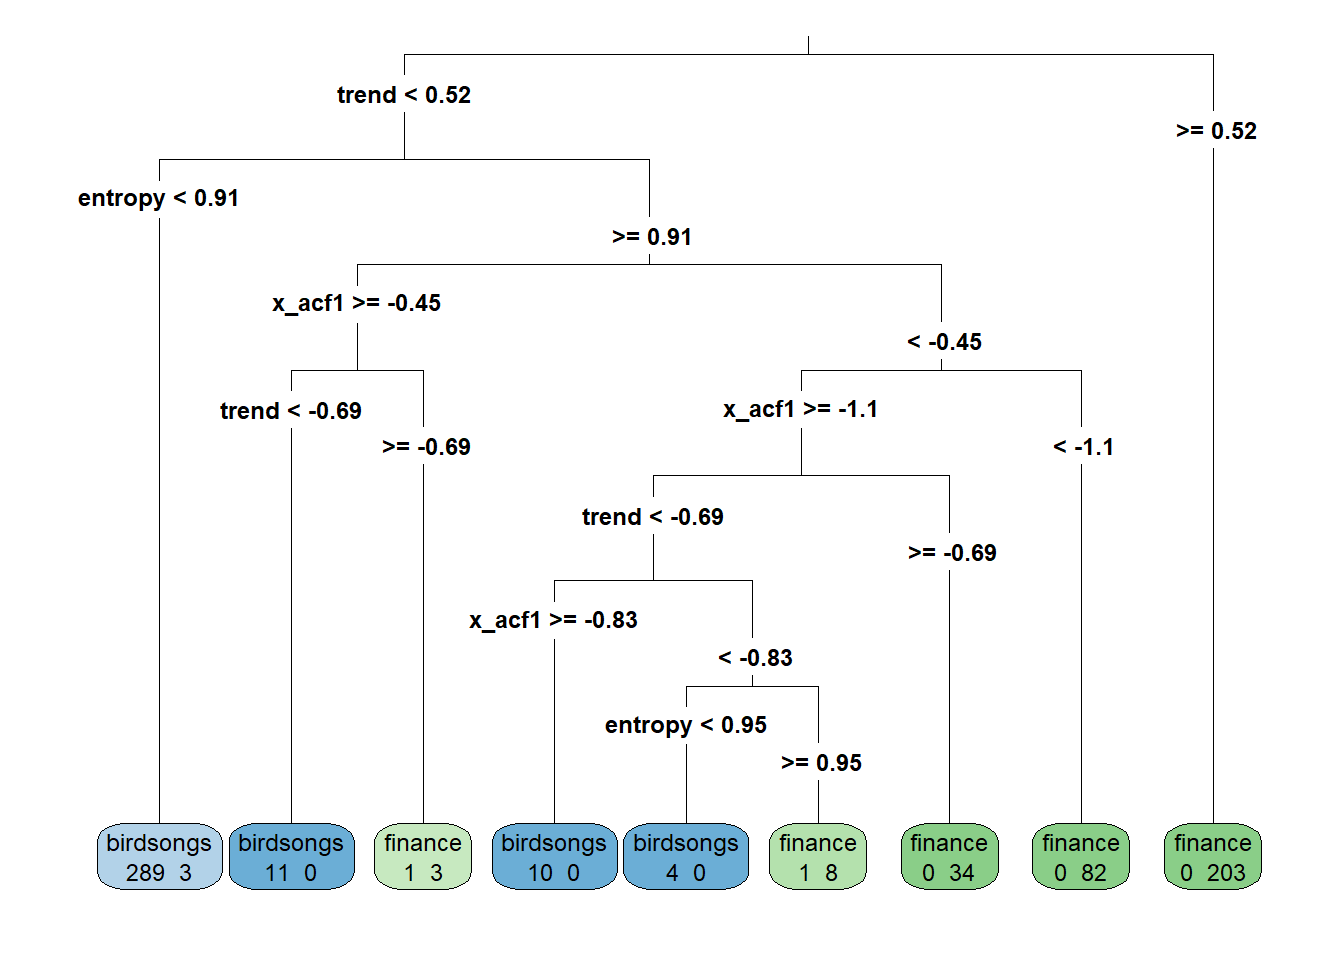 trend < 0.52
>= 0.52
entropy < 0.91
>= 0.91
x_acf1 >= -0.45
< -0.45
trend < -0.69
>= -0.69
x_acf1 >= -1.1
< -1.1
trend < -0.69
>= -0.69
x_acf1 >= -0.83
< -0.83
entropy < 0.95
>= 0.95
birdsongs
289 3
birdsongs
11 0
finance
1 3
birdsongs
10 0
birdsongs
4 0
finance
1 8
finance
0 34
finance
0 82
finance
0 203